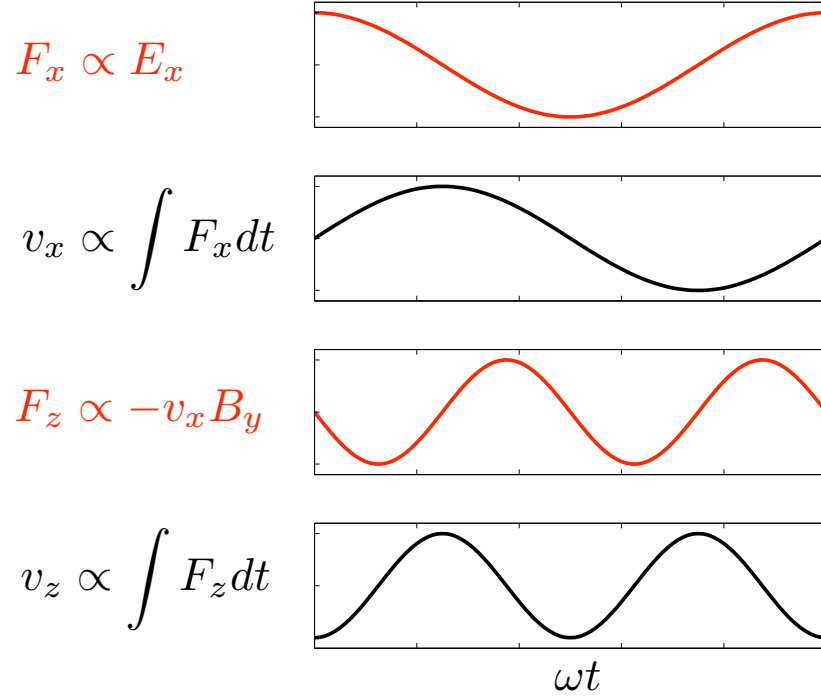 F_x ∝ E_x
v_x ∝ ∫ F_x dt
F_z ∝ −v_x B_y
v_z ∝ ∫ F_z dt
ωt